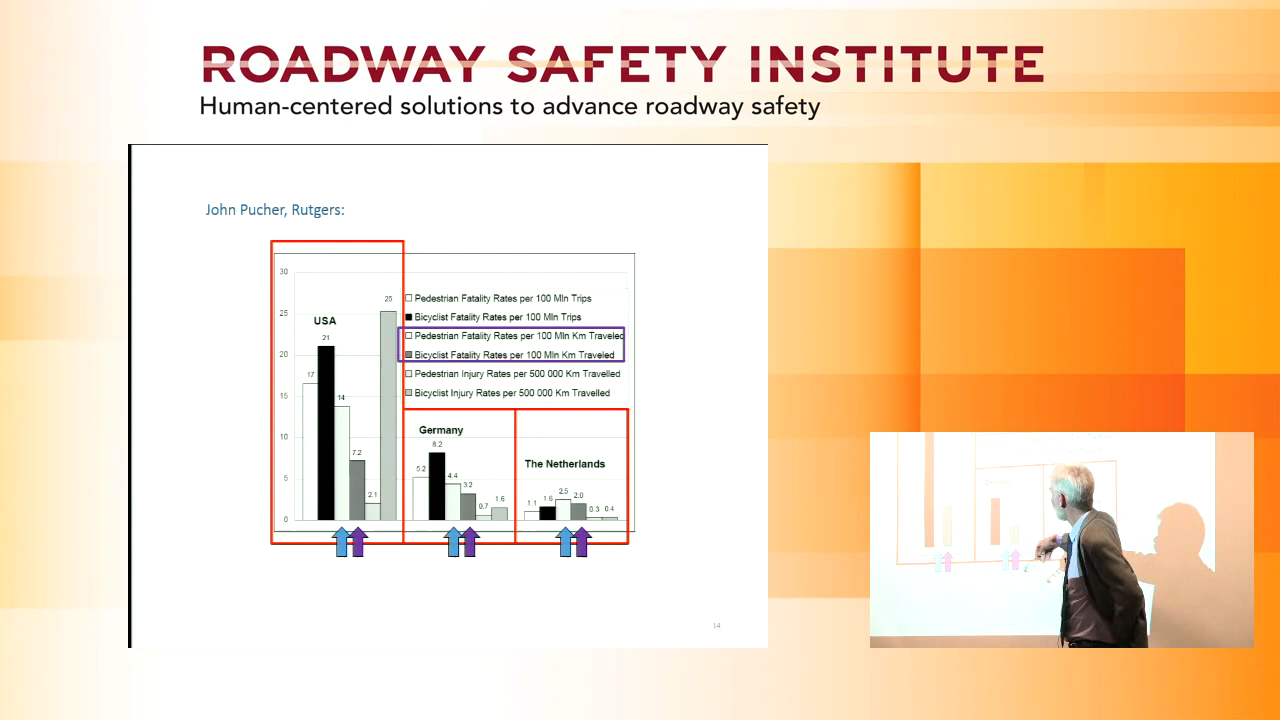 ROADWAY SAFETY INSTITUTE
Human-centered solutions to advance roadway safety
John Pucher, Rutgers:
30
25
20
15
10
5
0
USA
17
21
14
7.2
2.1
25
Pedestrian Fatality Rates per 100 Mln Trips
Bicyclist Fatality Rates per 100 Mln Trips
Pedestrian Fatality Rates per 100 Mln Km Traveled
Bicyclist Fatality Rates per 100 Mln Km Traveled
Pedestrian Injury Rates per 500 000 Km Travelled
Bicyclist Injury Rates per 500 000 Km Travelled
Germany
5.2
8.2
4.4
3.2
0.7
1.6
The Netherlands
1.1
1.6
2.5
2.0
0.3
0.4
14